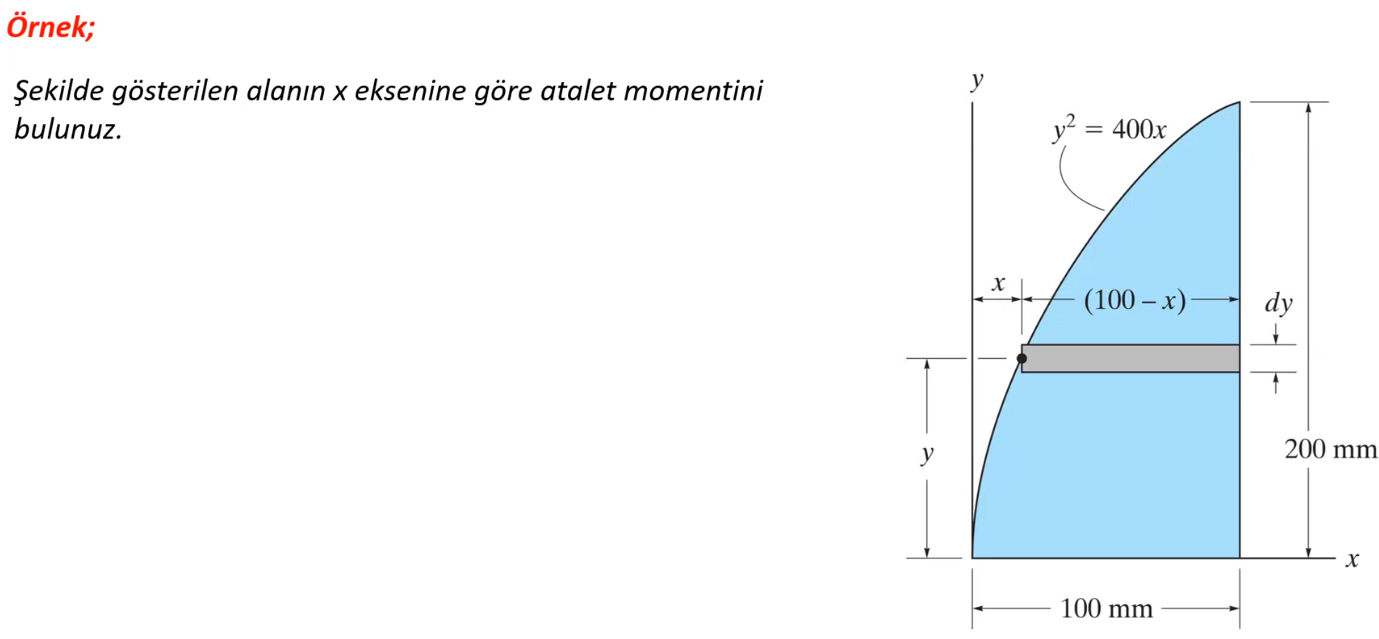 Örnek;
Şekilde gösterilen alanın x eksenine göre atalet momentini
bulunuz.
y
y² = 400x
x
(100 – x)
dy
y
200 mm
x
100 mm